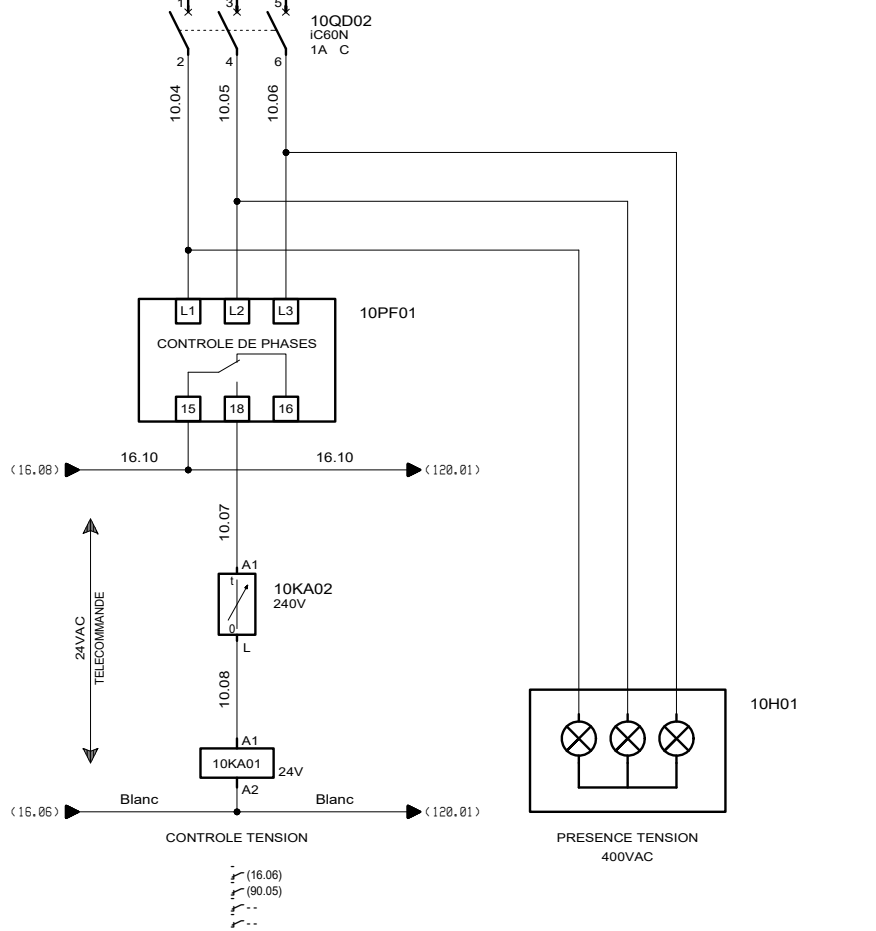 1 3 5
10QD02
iC60N
1A C
2 4 6
10.04 10.05 10.06
L1 L2 L3
10PF01
CONTROLE DE PHASES
15 18 16
(16.08) 16.10 16.10 (120.01)
10.07
A1
t
10KA02
240V
0
L
24VAC
TELECOMMANDE
10.08
10H01
A1
10KA01
24V
A2
(16.06) Blanc Blanc (120.01)
CONTROLE TENSION
PRESENCE TENSION
400VAC
(16.06)
(90.05)
--
--